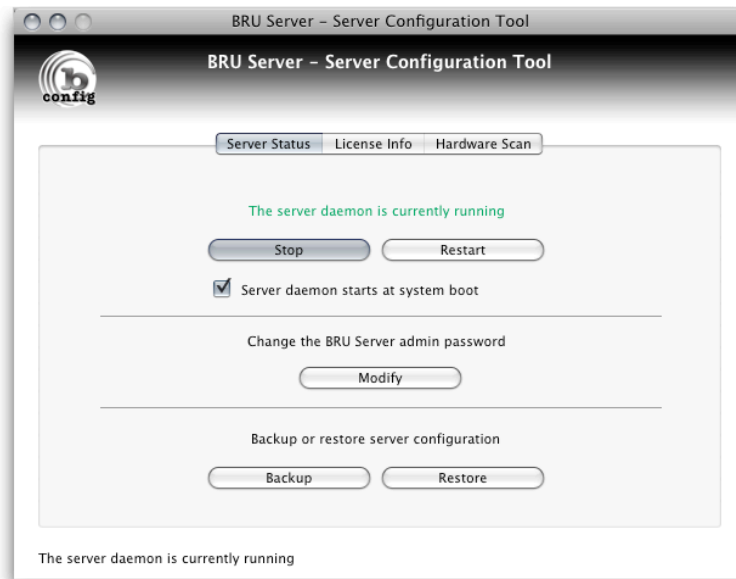 BRU Server – Server Configuration Tool
BRU Server – Server Configuration Tool
b
config
Server Status License Info Hardware Scan
The server daemon is currently running
Stop Restart
Server daemon starts at system boot
Change the BRU Server admin password
Modify
Backup or restore server configuration
Backup Restore
The server daemon is currently running